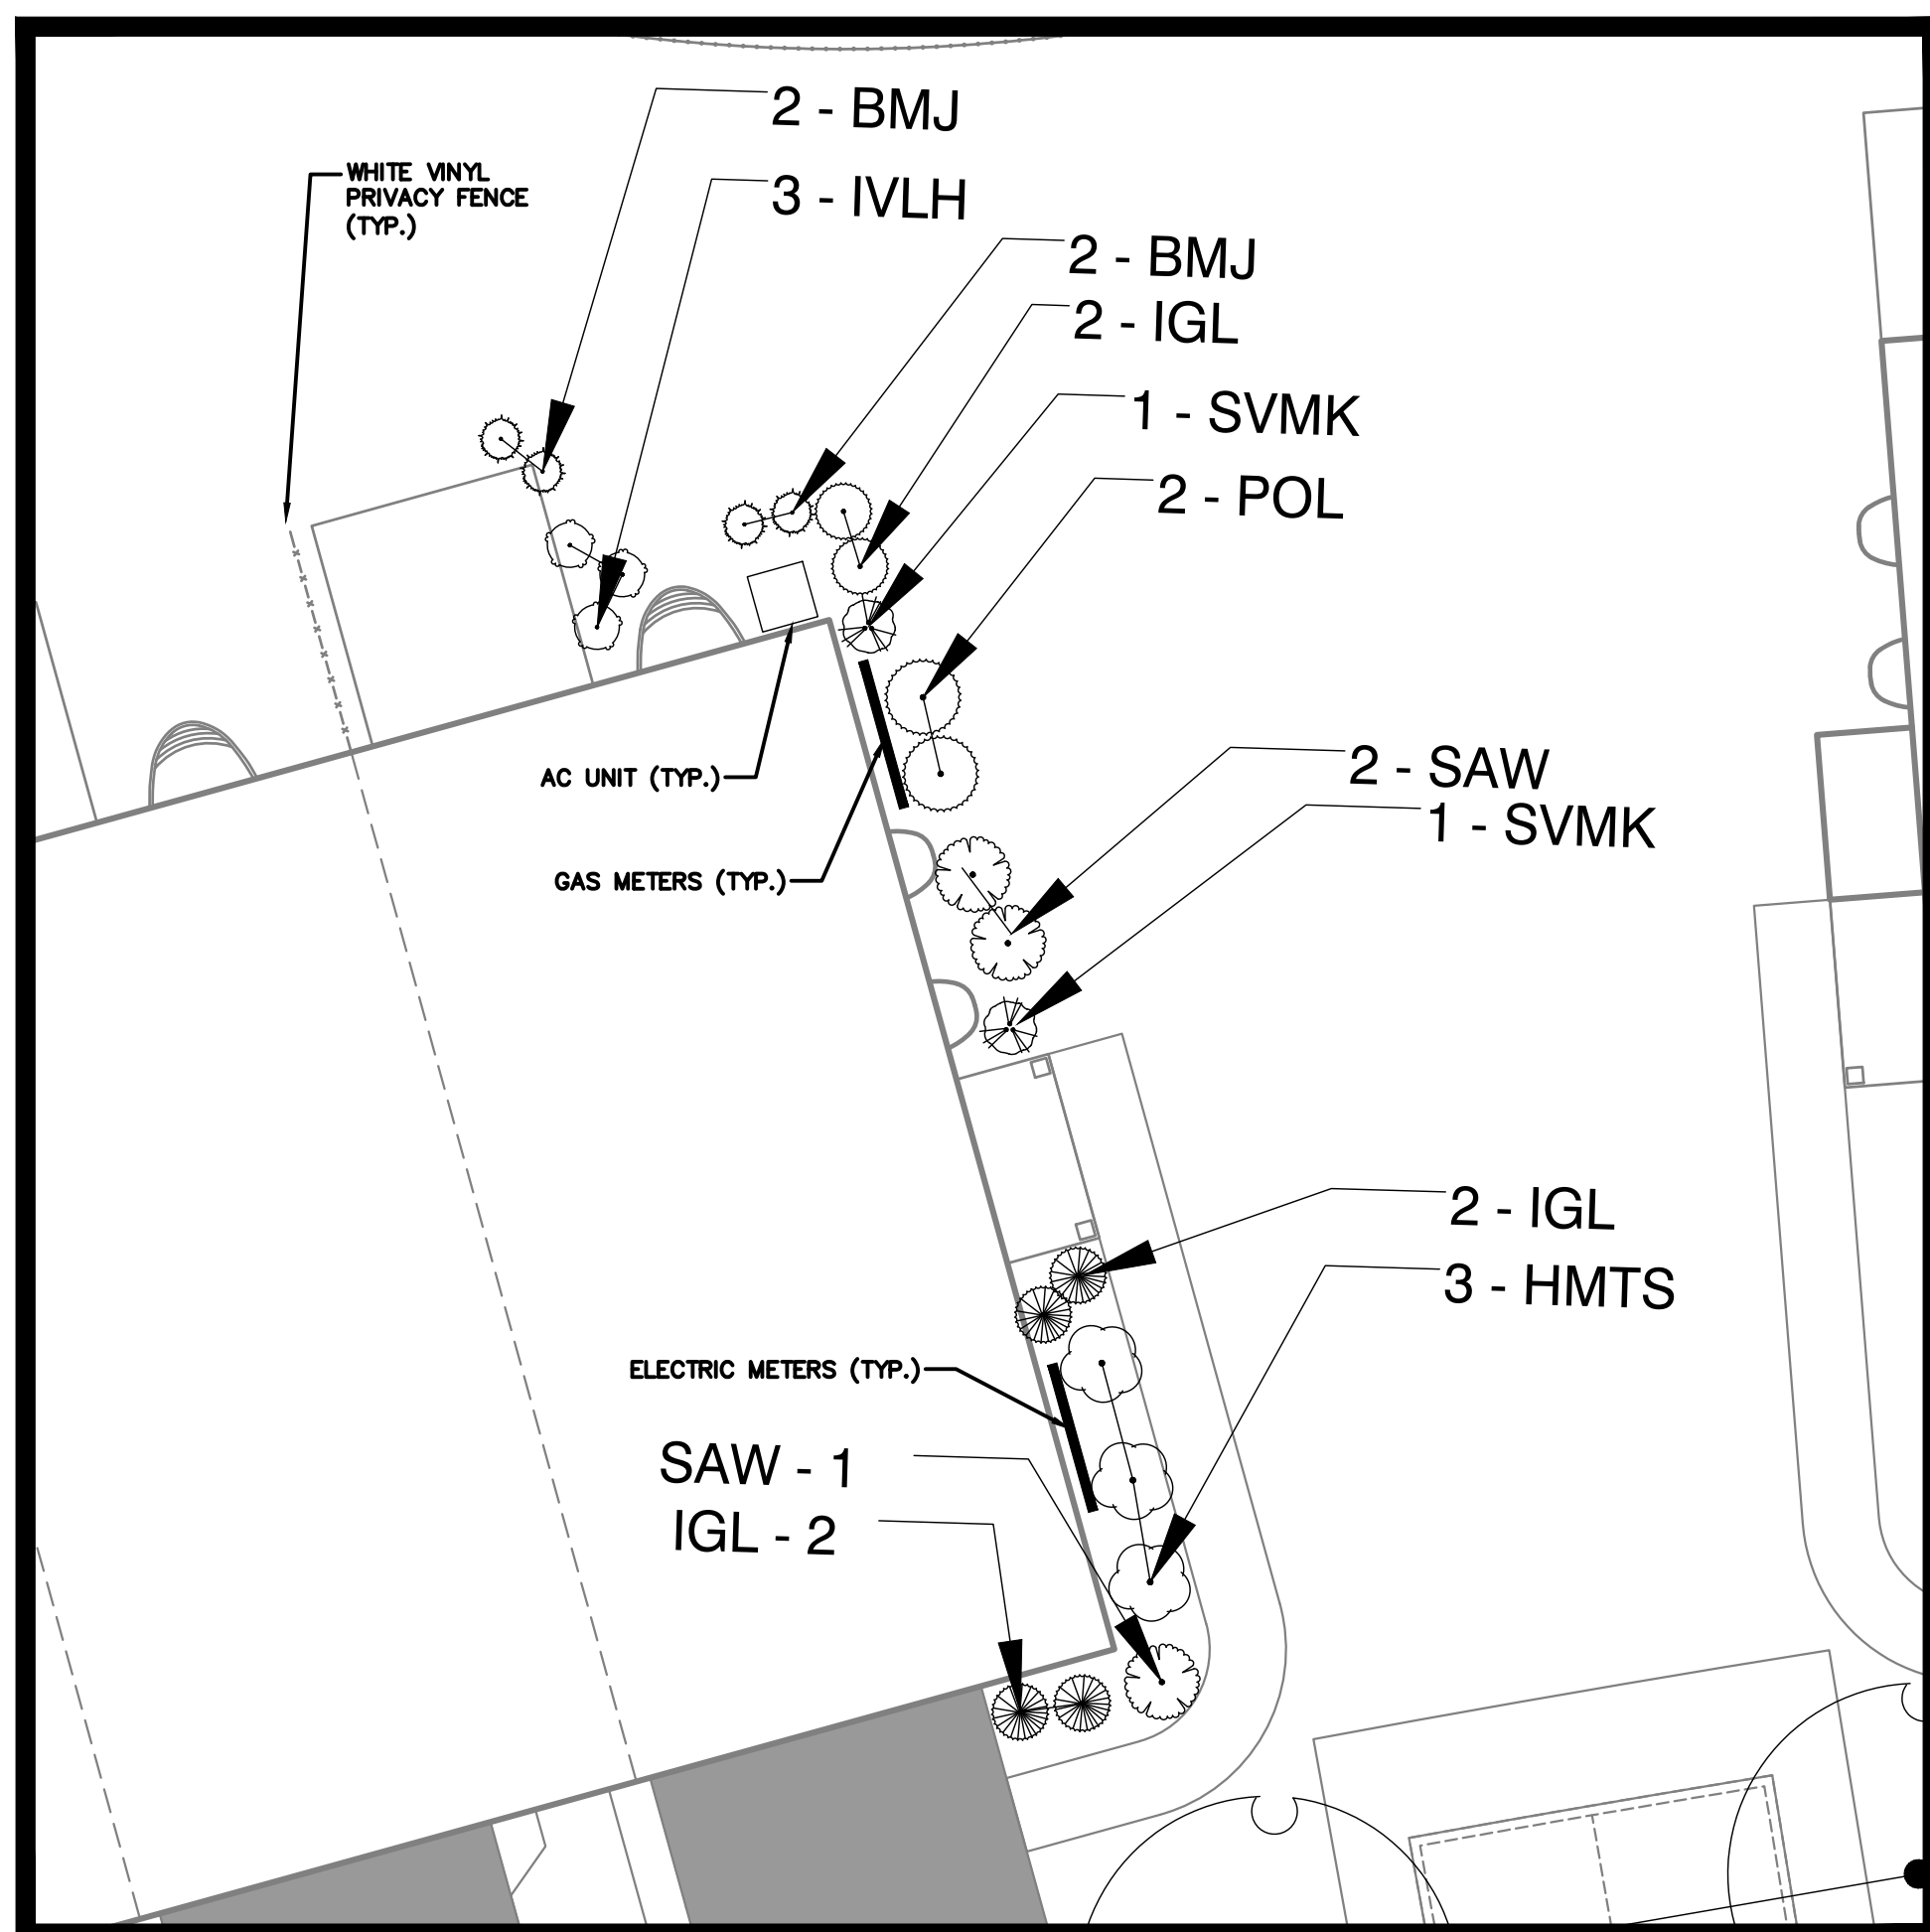 2 - BMJ
WHITE VINYL
PRIVACY FENCE
(TYP.)
3 - IVLH
2 - BMJ
2 - IGL
1 - SVMK
2 - POL
2 - SAW
AC UNIT (TYP.)
1 - SVMK
GAS METERS (TYP.)
2 - IGL
3 - HMTS
ELECTRIC METERS (TYP.)
SAW - 1
IGL - 2